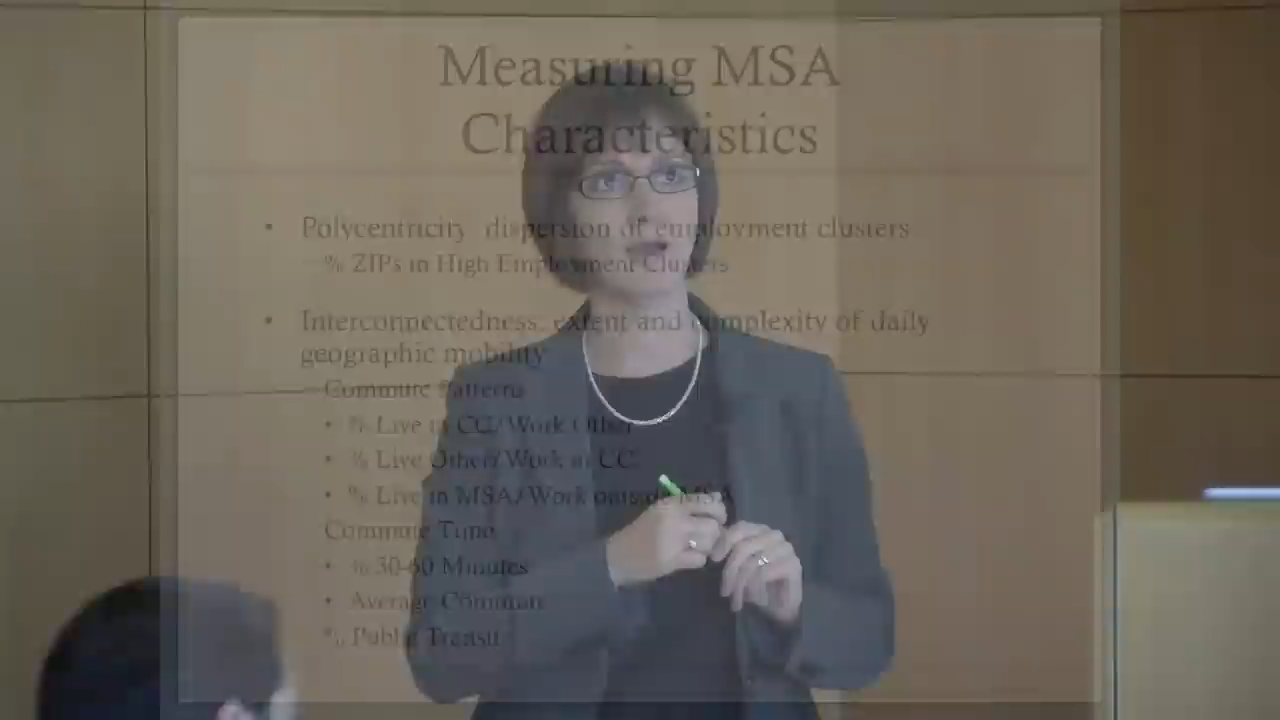 Measuring MSA
Characteristics
• Polycentricity dispersion of employment clusters
– % ZIPs in High Employment Clusters
• Interconnectedness: extent and complexity of daily
geographic mobility
– Commute Patterns
• % Live in CC/Work Other
• % Live Other/Work in CC
• % Live in MSA/Work outside MSA
Commute Time
• % 30-60 Minutes
• Average Commute
% Public Transit